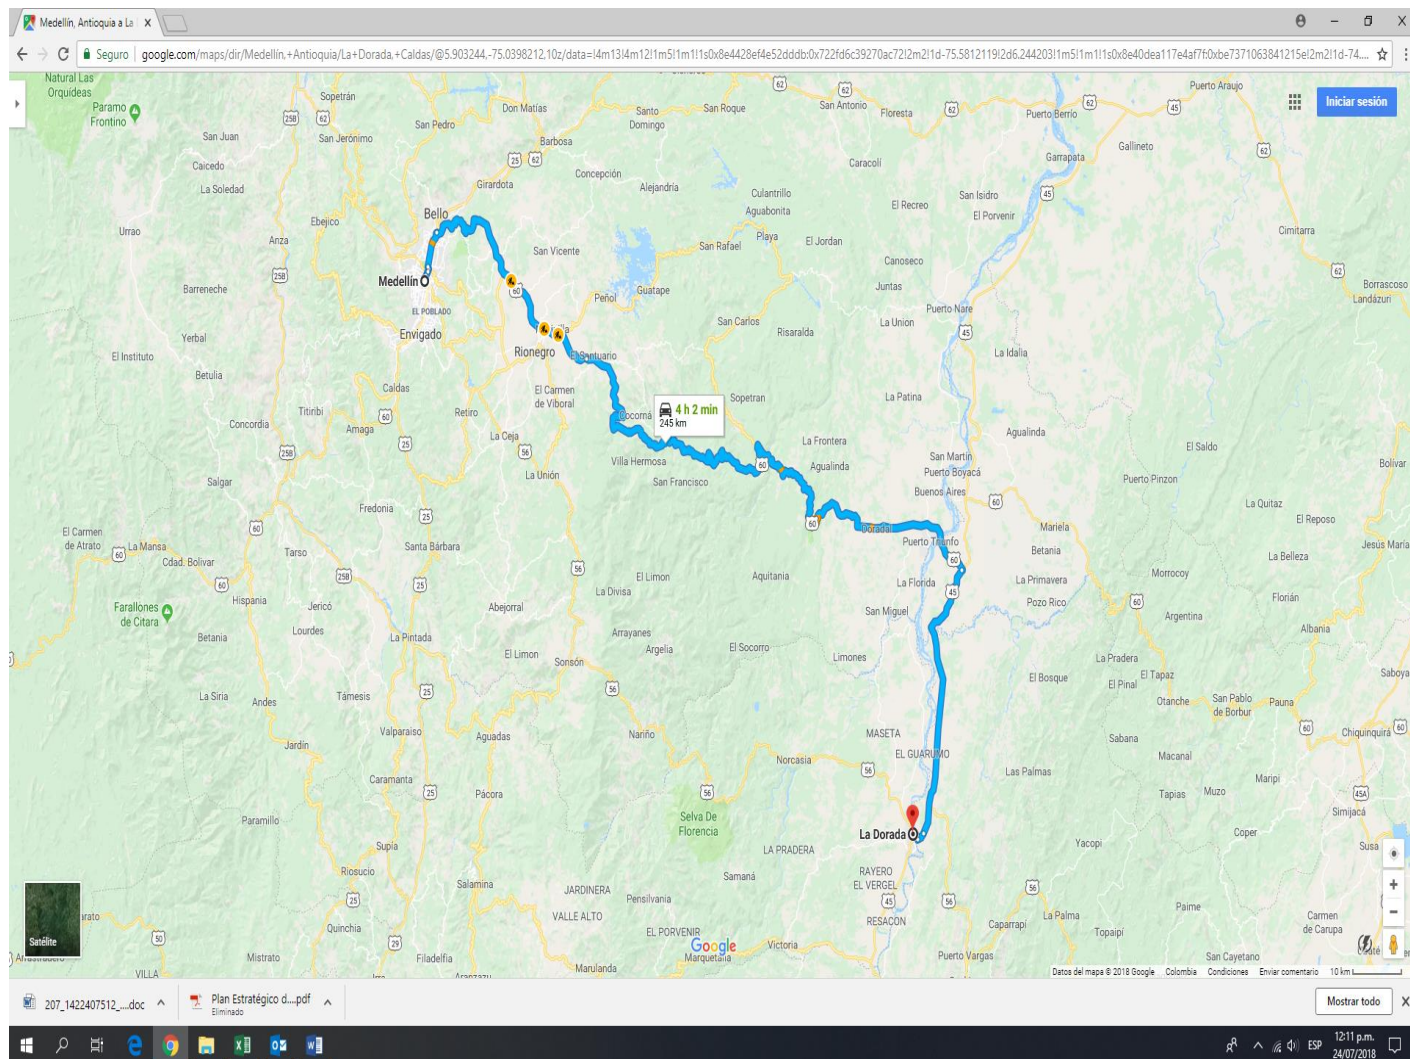 Medellín, Antioquia a La
Seguro
google.com/maps/dir/Medellín,+Antioquia/La+Dorada,+Caldas/@5.903244,-75.0398212,10z/data=!4m13!4m12!1m5!1m1!1s0x8e4428ef4e52dddb:0x722fd6c39270ac72!2m2!1d-75.5812119!2d6.244203!1m5!1m1!1s0x8e40dea117e4af7f:0xbe7371063841215e!2m2!1d-74....
Natural Las
Orquídeas
Paramo
Frontino
Sopetrán
Don Matías
Santo
Domingo
San Roque
San Antonio
Floresta
Puerto Berrío
Puerto Araujo
Iniciar sesión
San Juan
San Jerónimo
San Pedro
Barbosa
Caracolí
Garrapata
Gallineto
Caicedo
La Soledad
Girardota
Concepción
Alejandría
Culantrillo
Aguabonita
El Recreo
San Isidro
El Porvenir
Urrao
Anza
Ebejico
Bello
San Vicente
San Rafael
Playa
El Jordan
Cimitarra
Canoseco
Barreneche
Medellín
Peñol
Guatape
Juntas
Borrascoso
Landázuri
EL POBLADO
Envigado
San Carlos
Risaralda
La Union
Puerto Nare
Yerbal
El Instituto
Rionegro
El Santuario
La Idalia
Betulia
Caldas
El Carmen
de Viboral
Sopetran
La Patina
4 h 2 min
245 km
Titiribi
Retiro
Cocorná
Concordia
Amaga
La Ceja
La Frontera
Agualinda
El Saldo
Villa Hermosa
Agualinda
San Martín
Puerto Boyacá
Bolívar
Salgar
La Unión
San Francisco
Buenos Aires
Puerto Pinzon
La Quitaz
El Reposo
Fredonia
Doradal
Mariela
El Carmen
de Atrato
La Mansa
Tarso
Santa Bárbara
Puerto Triunfo
Betania
La Belleza
Jesús María
Cdad. Bolivar
El Limon
Aquitania
La Florida
La Primavera
Morrocoy
Farallones
de Citara
Hispania
Jericó
Abejorral
La Divisa
San Miguel
Pozo Rico
Argentina
Florián
Betania
Lourdes
La Pintada
Arrayanes
Argelia
El Socorro
Limones
Albania
El Limon
Sonsón
La Pradera
La Siria
Andes
Támesis
El Bosque
El Pinal
El Tapaz
Otanche
San Pablo
de Borbur
Pauna
Saboya
Valparaiso
Aguadas
Nariño
MASETA
EL GUARUMO
Sabana
Chiquinquirá
Jardín
Norcasia
Macanal
Caramanta
Las Palmas
Maripi
Pácora
Tapias
Muzo
Paramillo
Selva De
Florencia
Simijacá
La Dorada
Coper
Supía
LA PRADERA
Yacopi
Susa
Riosucio
Samaná
RAYERO
EL VERGEL
Salamina
JARDINERA
Pensilvania
VALLE ALTO
RESACON
Caparrapí
La Palma
Paime
Carmen
de Carupa
Quinchia
EL PORVENIR
Topaipí
Satélite
Mistrato
Filadelfia
Google
Marquetalia
Victoria
Puerto Vargas
San Cayetano
VILLA
Aranzazu
Marulanda
Datos del mapa © 2018 Google
Colombia
Condiciones
Enviar comentario
10 km
207_1422407512_....doc
Plan Estratégico d....pdf
Eliminado
Mostrar todo
ESP
12:11 p.m.
24/07/2018